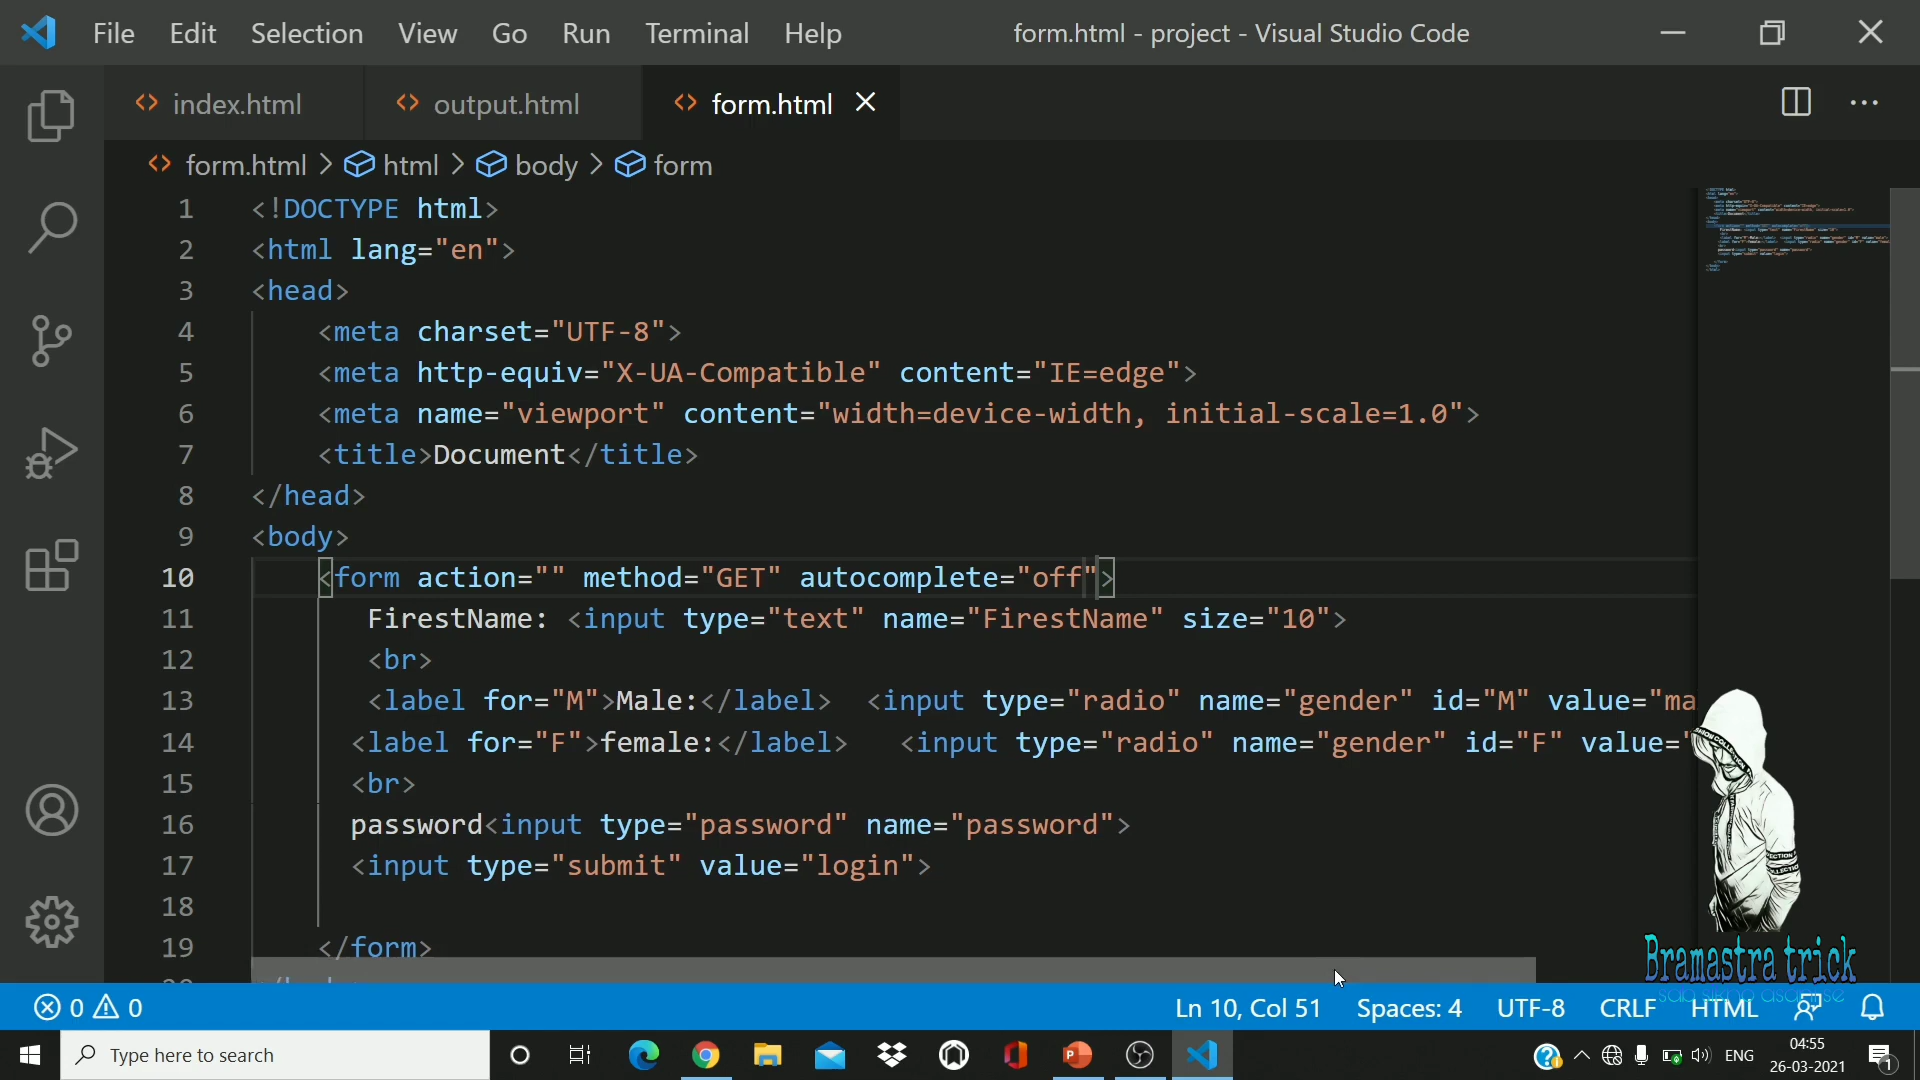 File Edit Selection View Go Run Terminal Help form.html - project - Visual Studio Code
index.html output.html form.html
form.html > html > body > form
1 <!DOCTYPE html>
2 <html lang="en">
3 <head>
4 <meta charset="UTF-8">
5 <meta http-equiv="X-UA-Compatible" content="IE=edge">
6 <meta name="viewport" content="width=device-width, initial-scale=1.0">
7 <title>Document</title>
8 </head>
9 <body>
10 <form action="" method="GET" autocomplete="off">
11 FirestName: <input type="text" name="FirestName" size="10">
12 <br>
13 <label for="M">Male:</label> <input type="radio" name="gender" id="M" value="ma
14 <label for="F">female:</label> <input type="radio" name="gender" id="F" value="
15 <br>
16 password<input type="password" name="password">
17 <input type="submit" value="login">
18
19 </form>
Bramastra trick
0 0 Ln 10, Col 51 Spaces: 4 UTF-8 CRLF HTML
Type here to search ENG 04:55
26-03-2021 1